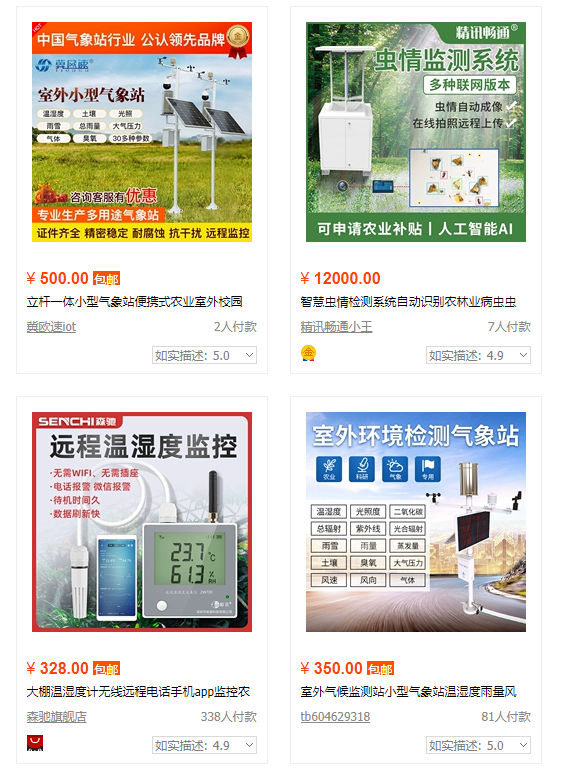 HOT
中国气象站行业 公认领先品牌
金
冀欧速
室外小型气象站
温湿度 土壤 光照
雨雪 总雨量 大气压力
气体 臭氧 30多种参数
咨询客服有优惠
专业生产多用途气象站
证件齐全 精密稳定 耐腐蚀 抗干扰 远程监控
¥ 500.00 包邮
立杆一体小型气象站便携式农业室外校园
冀欧速iot 2人付款
如实描述: 5.0
精讯畅通®
虫情监测系统
多种联网版本
虫情自动成像
在线拍照远程上传
可申请农业补贴丨人工智能AI
¥ 12000.00
智慧虫情检测系统自动识别农林业病虫虫
精讯畅通小王 7人付款
金
如实描述: 4.9
SENCHI森驰
远程温湿度监控
·无需WIFI、无需插座
·电话报警 微信报警
·待机时间久
·数据刷新快
23.7℃
61.3%
¥ 328.00 包邮
大棚温湿度计无线远程电话手机app监控农
森驰旗舰店 338人付款
如实描述: 4.9
室外环境检测气象站
农业 科研 气象 专用
温湿度 光照度 二氧化碳
总辐射 紫外线 光合辐射
雨雪 雨量 蒸发量
土壤 臭氧 大气压力
风速 风向 气体
¥ 350.00 包邮
室外气候监测站小型气象站温湿度雨量风
tb604629318 81人付款
如实描述: 5.0